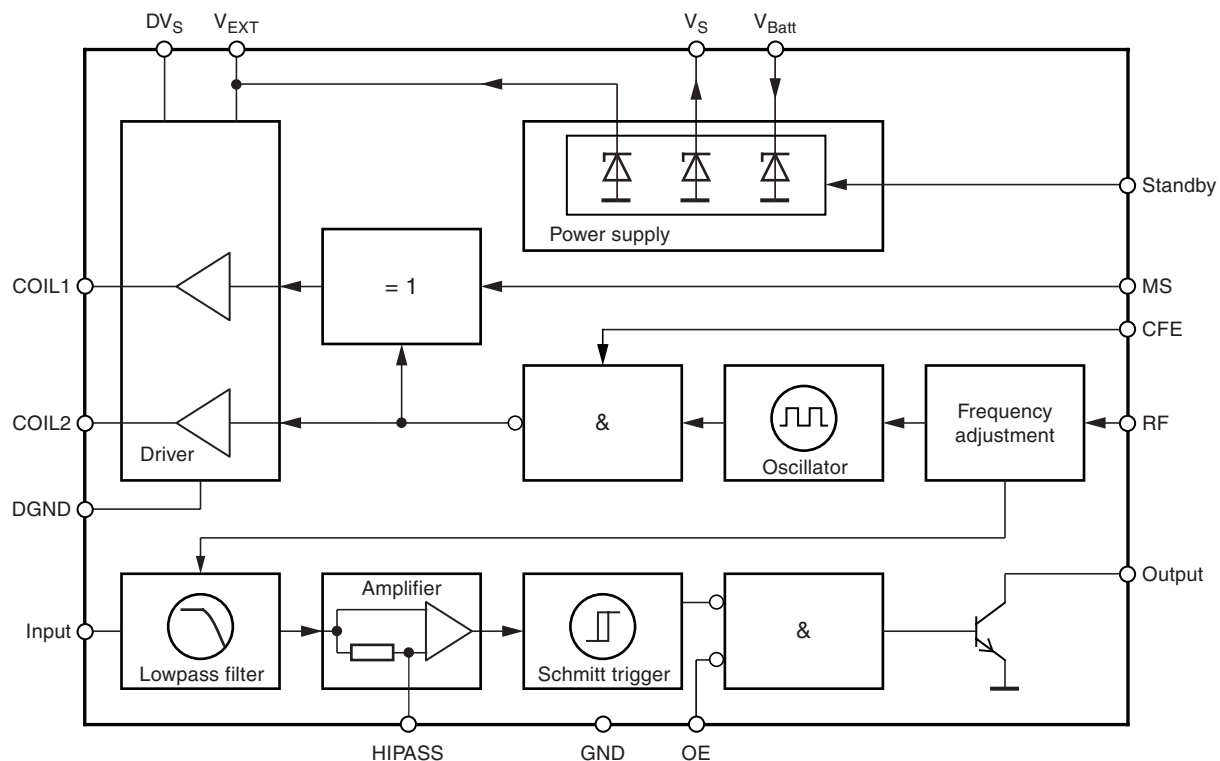 DVS VEXT VS VBatt
Standby
Power supply
COIL1
= 1
MS
CFE
COIL2
Driver
&
Oscillator
Frequency
adjustment
RF
DGND
Output
Input
Lowpass filter
Amplifier
Schmitt trigger
&
HIPASS GND OE